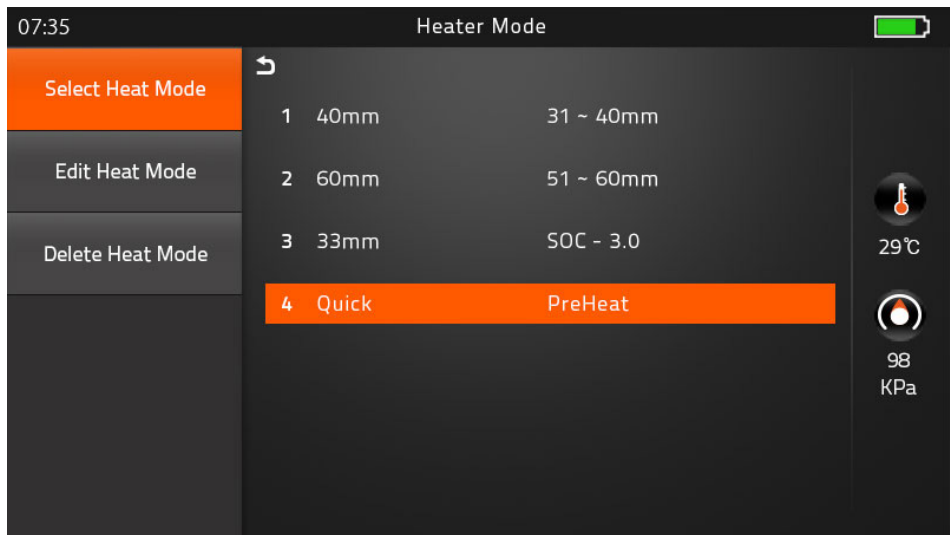 07:35 Heater Mode
Select Heat Mode
Edit Heat Mode
Delete Heat Mode
1 40mm 31 ~ 40mm
2 60mm 51 ~ 60mm
3 33mm SOC - 3.0
4 Quick PreHeat
29℃
98
KPa